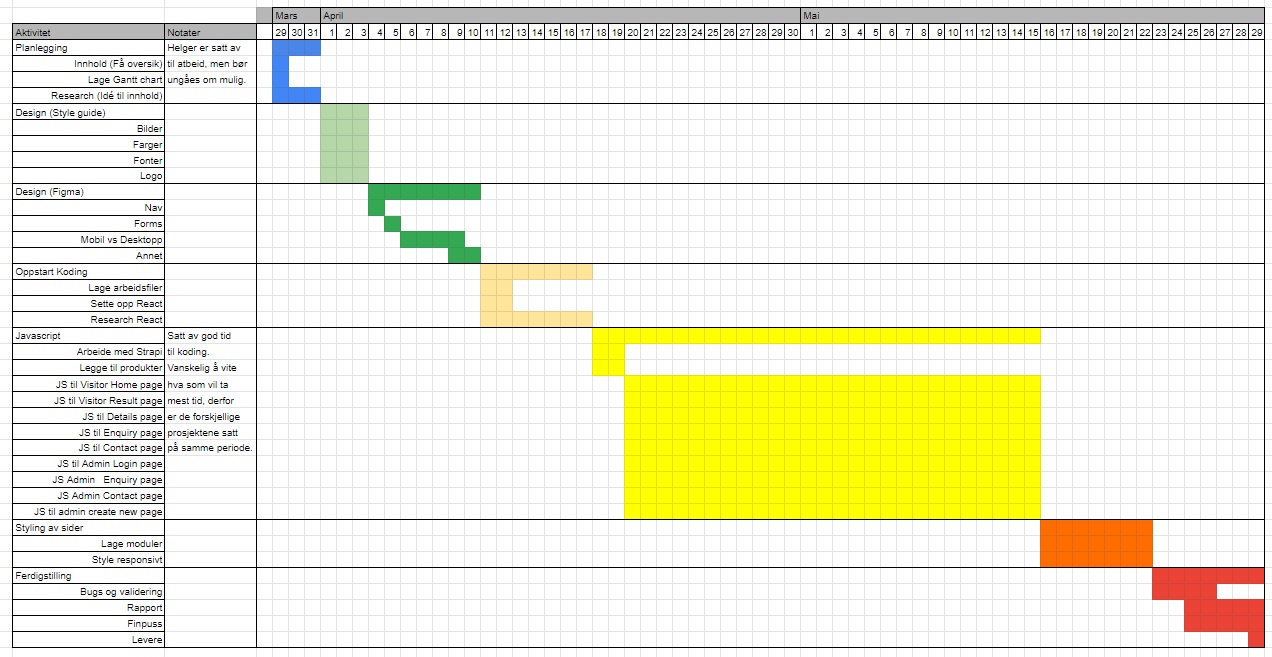 Mars April Mai
Aktivitet Notater 29 30 31 1 2 3 4 5 6 7 8 9 10 11 12 13 14 15 16 17 18 19 20 21 22 23 24 25 26 27 28 29 30 1 2 3 4 5 6 7 8 9 10 11 12 13 14 15 16 17 18 19 20 21 22 23 24 25 26 27 28 29
Planlegging Helger er satt av
Innhold (Få oversik) til atbeid, men bør
Lage Gantt chart ungåes om mulig.
Research (Idé til innhold)
Design (Style guide)
Bilder
Farger
Fonter
Logo
Design (Figma)
Nav
Forms
Mobil vs Desktopp
Annet
Oppstart Koding
Lage arbeidsfiler
Sette opp React
Research React
Javascript Satt av god tid
Arbeide med Strapi til koding.
Legge til produkter Vanskelig å vite
JS til Visitor Home page hva som vil ta
JS til Visitor Result page mest tid, derfor
JS til Details page er de forskjellige
JS til Enquiry page prosjektene satt
JS til Contact page på samme periode.
JS til Admin Login page
JS Admin Enquiry page
JS Admin Contact page
JS til admin create new page
Styling av sider
Lage moduler
Style responsivt
Ferdigstilling
Bugs og validering
Rapport
Finpuss
Levere